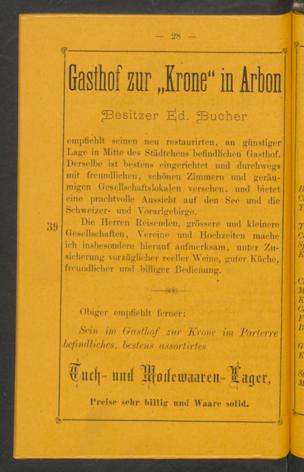 — 28 —
Gasthof zur „Krone“ in Arbon
Besitzer Ed. Bucher
empfiehlt seinen neu restaurirten, an günstiger
Lage in Mitte des Städtchens befindlichen Gasthof.
Derselbe ist bestens eingerichtet und durchwegs
mit freundlichen, schönen Zimmern und geräu-
migen Gesellschaftslokalen versehen, und bietet
eine prachtvolle Aussicht auf den See und die
Schweizer- und Vorarlgebirge.
39
Die Herren Reisenden, grössere und kleinere
Gesellschaften, Vereine und Hochzeiten mache
ich insbesondere hierauf aufmerksam, unter Zu-
sicherung vorzüglicher reeller Weine, guter Küche,
freundlicher und billiger Bedienung.
Obiger empfiehlt ferner:
Sein im Gasthof zur Krone im Parterre
befindliches, bestens assortirtes
Tuch- und Modewaaren-Lager,
Preise sehr billig und Waare solid.